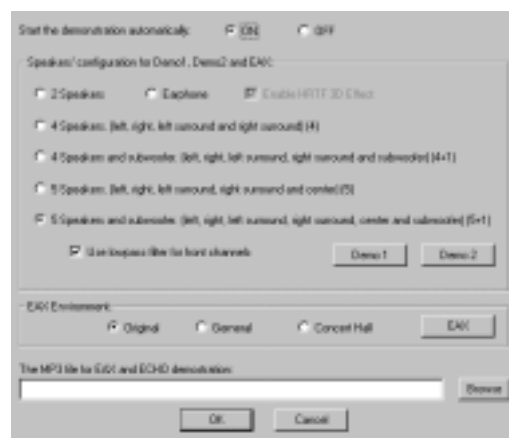 Start the demonstration automatically: ON OFF
Speakers' configuration for Demo1, Demo2 and EAX:
2 Speakers Earphone Enable HRTF 3D Effect
4 Speakers: (left, right, left surround and right surround) (4)
4 Speakers and subwoofer: (left, right, left surround, right surround and subwoofer) (4+1)
5 Speakers: (left, right, left surround, right surround and center) (5)
5 Speakers and subwoofer: (left, right, left surround, right surround, center and subwoofer) (5+1)
Use lowpass filter for front channels Demo 1 Demo 2
EAX Environment:
Original General Concert Hall EAX
The MP3 file for EAX and ECHO demonstration:
Browse
OK Cancel